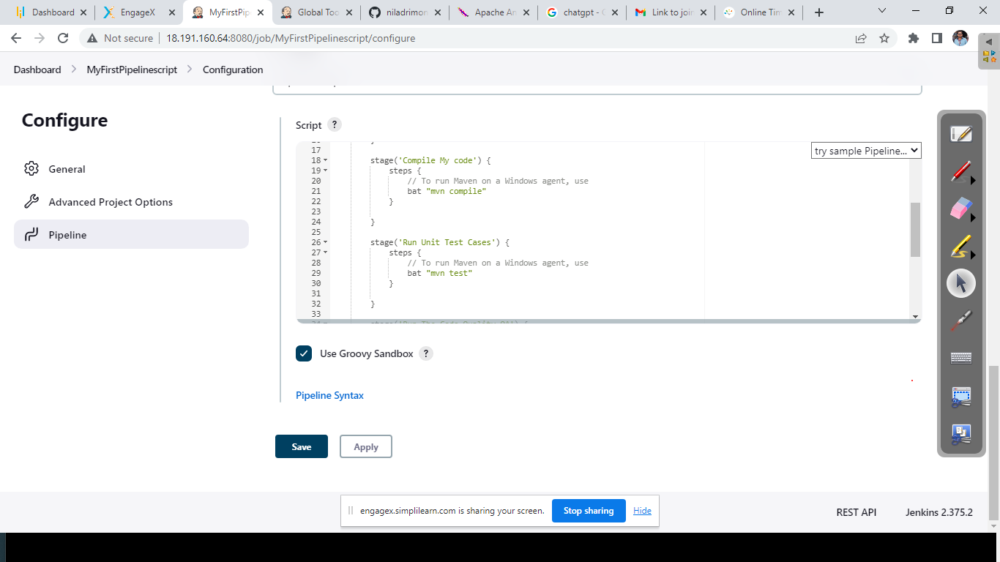 Dashboard
EngageX
MyFirstPip
Global Too
niladrimon
Apache An
chatgpt - G
Link to join
Online Tim
Not secure
18.191.160.64:8080/job/MyFirstPipelinescript/configure
Dashboard > MyFirstPipelinescript > Configuration
Configure
General
Advanced Project Options
Pipeline
Script ?
try sample Pipeline...
17
18 stage('Compile My code') {
19 steps {
20 // To run Maven on a Windows agent, use
21 bat "mvn compile"
22 }
23
24 }
25
26 stage('Run Unit Test Cases') {
27 steps {
28 // To run Maven on a Windows agent, use
29 bat "mvn test"
30 }
31
32 }
33
Use Groovy Sandbox ?
Pipeline Syntax
Save
Apply
engagex.simplilearn.com is sharing your screen.
Stop sharing
Hide
REST API
Jenkins 2.375.2